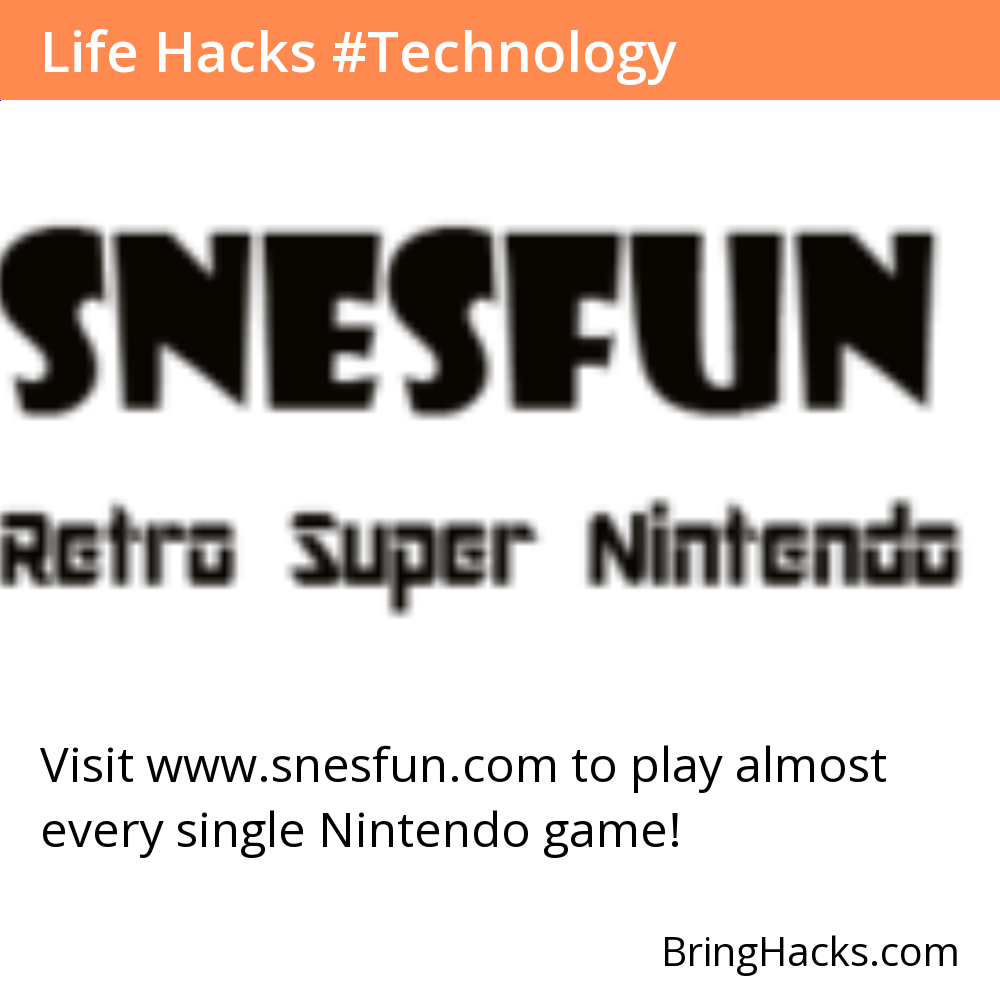 Life Hacks #Technology
SNESFUN
Retro Super Nintendo
Visit www.snesfun.com to play almost
every single Nintendo game!
BringHacks.com